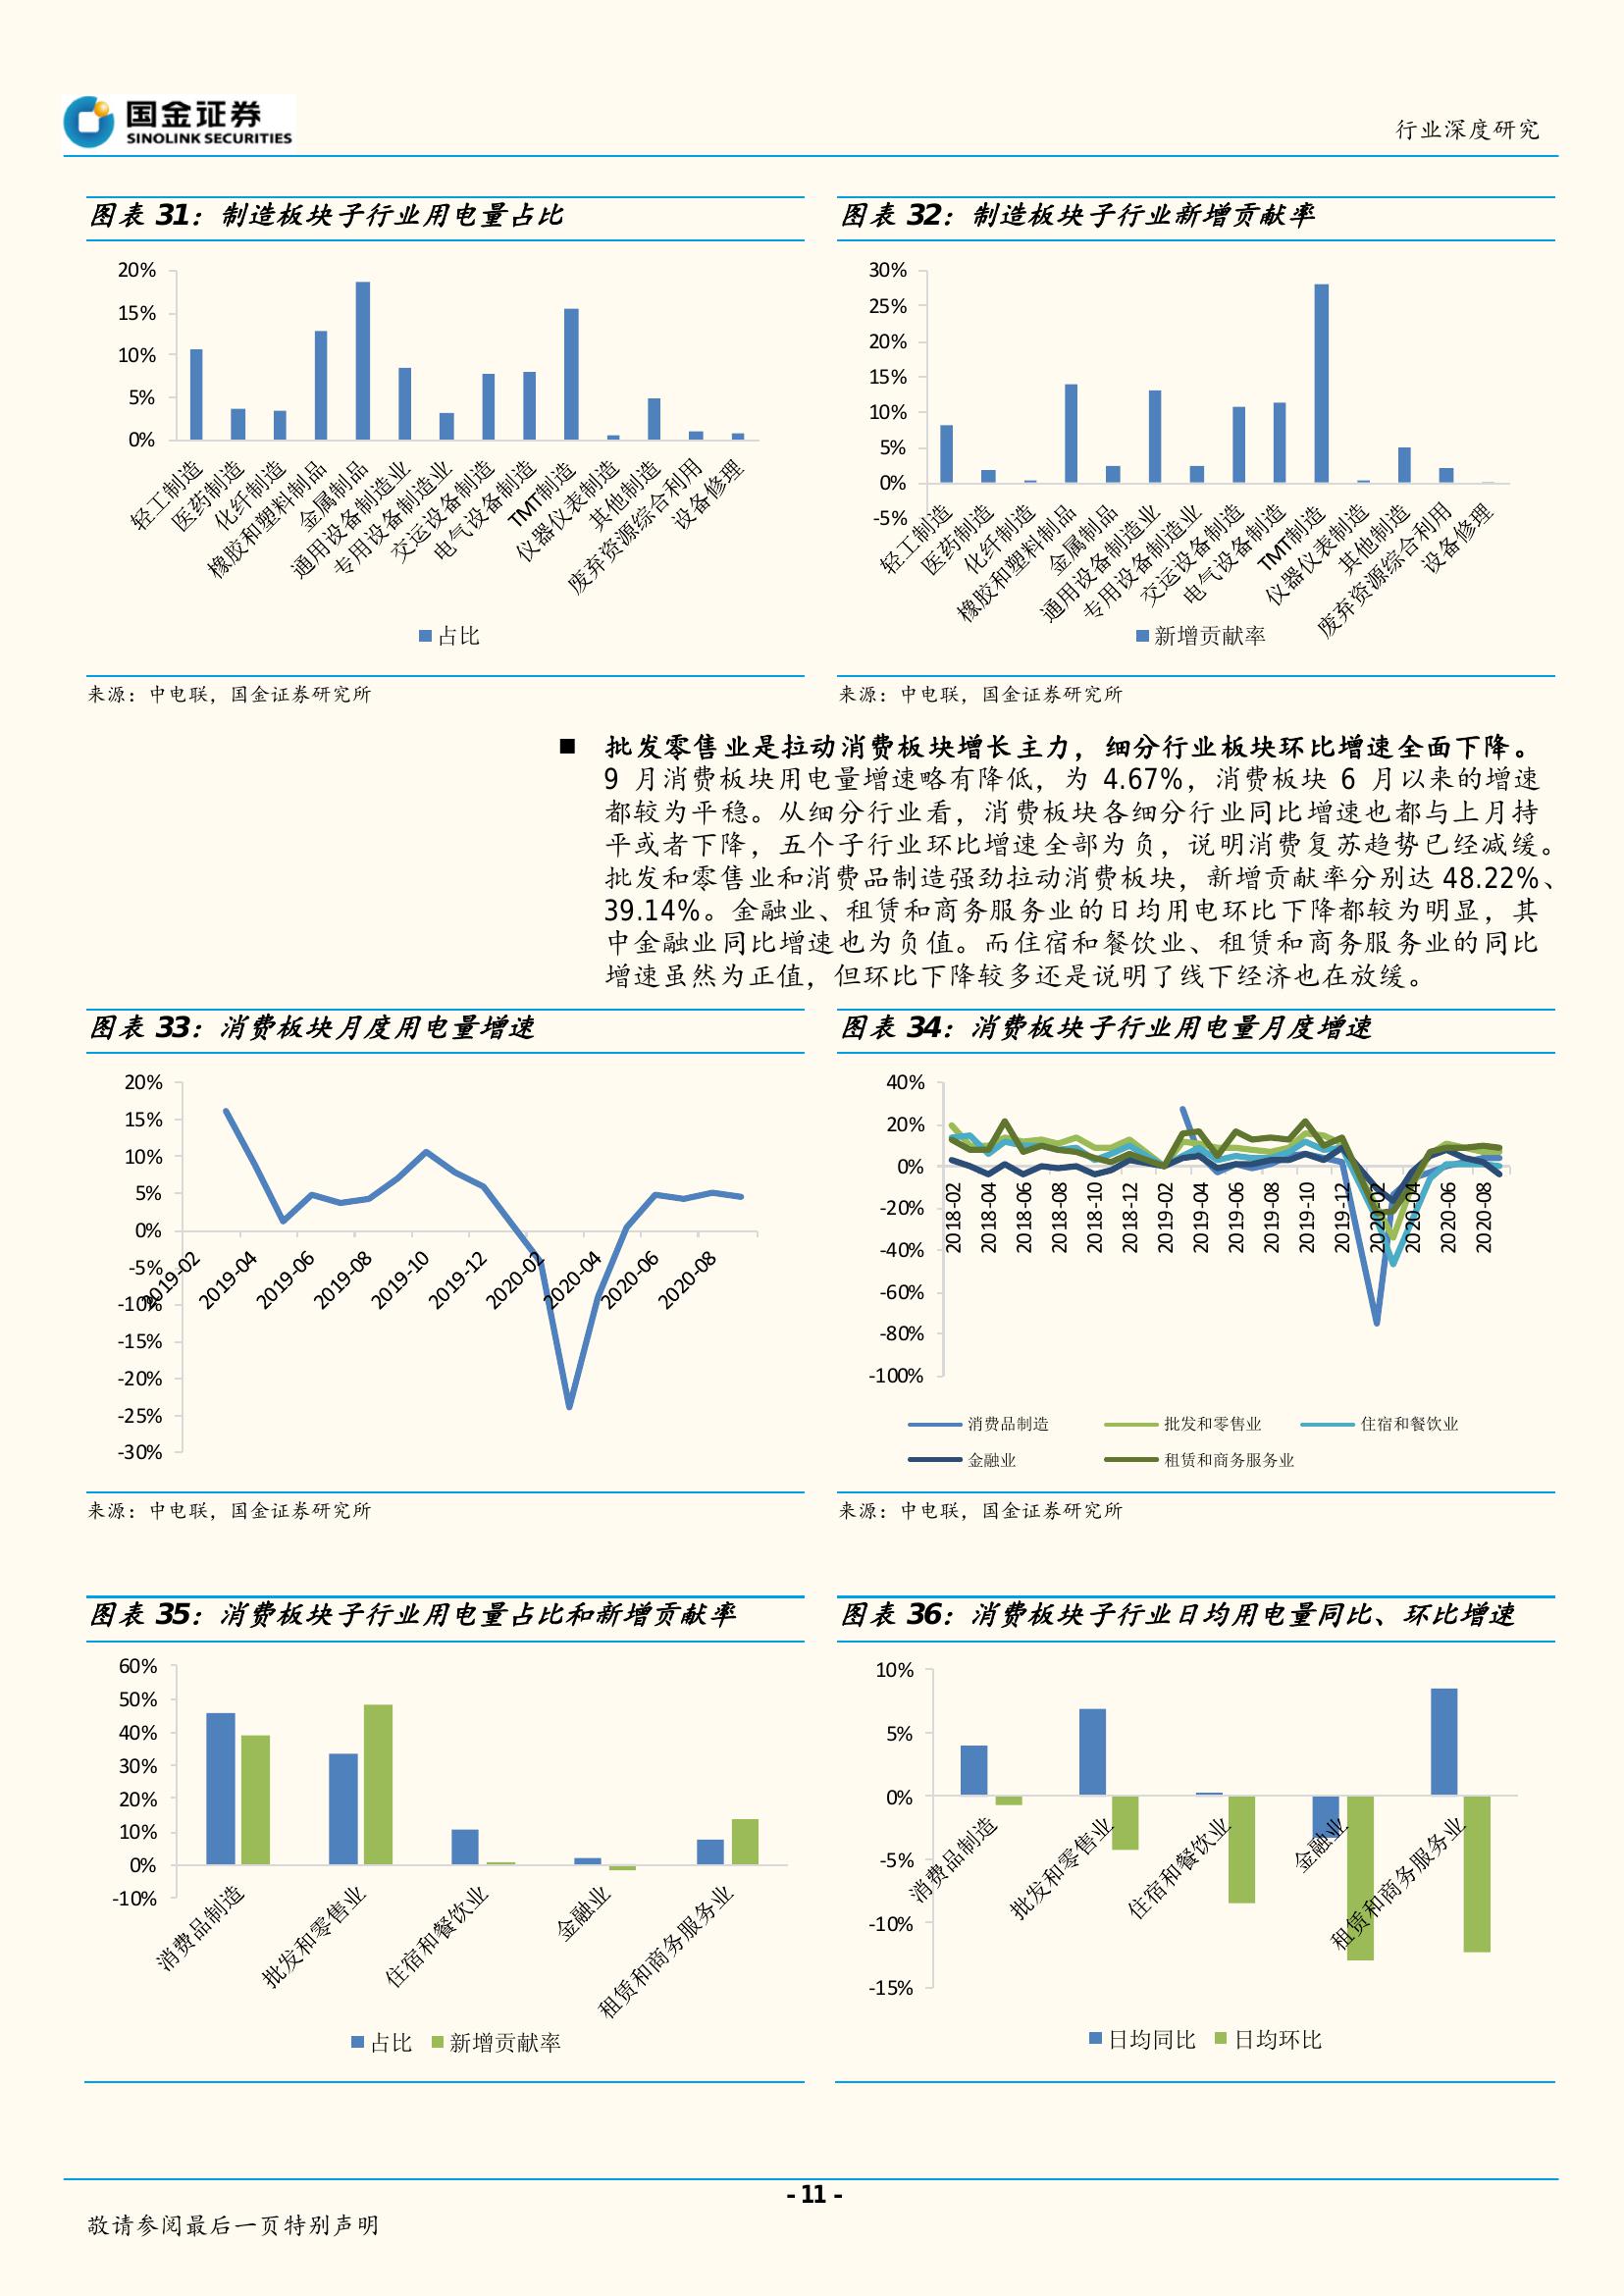 国金证券
SINOLINK SECURITIES
行业深度研究
图表 31：制造板块子行业用电量占比
20%
15%
10%
5%
0%
轻工制造
医药制造
化纤制造
橡胶和塑料制品
金属制品
通用设备制造业
专用设备制造业
交运设备制造
电气设备制造
TMT制造
仪器仪表制造
其他制造
废弃资源综合利用
设备修理
占比
来源：中电联，国金证券研究所
图表 32：制造板块子行业新增贡献率
30%
25%
20%
15%
10%
5%
0%
-5%
轻工制造
医药制造
化纤制造
橡胶和塑料制品
金属制品
通用设备制造业
专用设备制造业
交运设备制造
电气设备制造
TMT制造
仪器仪表制造
其他制造
废弃资源综合利用
设备修理
新增贡献率
来源：中电联，国金证券研究所
■ 批发零售业是拉动消费板块增长主力，细分行业板块环比增速全面下降。
9 月消费板块用电量增速略有降低，为 4.67%，消费板块 6 月以来的增速
都较为平稳。从细分行业看，消费板块各细分行业同比增速也都与上月持
平或者下降，五个子行业环比增速全部为负，说明消费复苏趋势已经减缓。
批发和零售业和消费品制造强劲拉动消费板块，新增贡献率分别达 48.22%、
39.14%。金融业、租赁和商务服务业的日均用电环比下降都较为明显，其
中金融业同比增速也为负值。而住宿和餐饮业、租赁和商务服务业的同比
增速虽然为正值，但环比下降较多还是说明了线下经济也在放缓。
图表 33：消费板块月度用电量增速
20%
15%
10%
5%
0%
-5%
-10%
-15%
-20%
-25%
-30%
2019-02
2019-04
2019-06
2019-08
2019-10
2019-12
2020-02
2020-04
2020-06
2020-08
来源：中电联，国金证券研究所
图表 34：消费板块子行业用电量月度增速
40%
20%
0%
-20%
-40%
-60%
-80%
-100%
2018-02
2018-04
2018-06
2018-08
2018-10
2018-12
2019-02
2019-04
2019-06
2019-08
2019-10
2019-12
2020-02
2020-04
2020-06
2020-08
消费品制造
批发和零售业
住宿和餐饮业
金融业
租赁和商务服务业
来源：中电联，国金证券研究所
图表 35：消费板块子行业用电量占比和新增贡献率
60%
50%
40%
30%
20%
10%
0%
-10%
消费品制造
批发和零售业
住宿和餐饮业
金融业
租赁和商务服务业
占比
新增贡献率
图表 36：消费板块子行业日均用电量同比、环比增速
10%
5%
0%
-5%
-10%
-15%
消费品制造
批发和零售业
住宿和餐饮业
金融业
租赁和商务服务业
日均同比
日均环比
- 11 -
敬请参阅最后一页特别声明